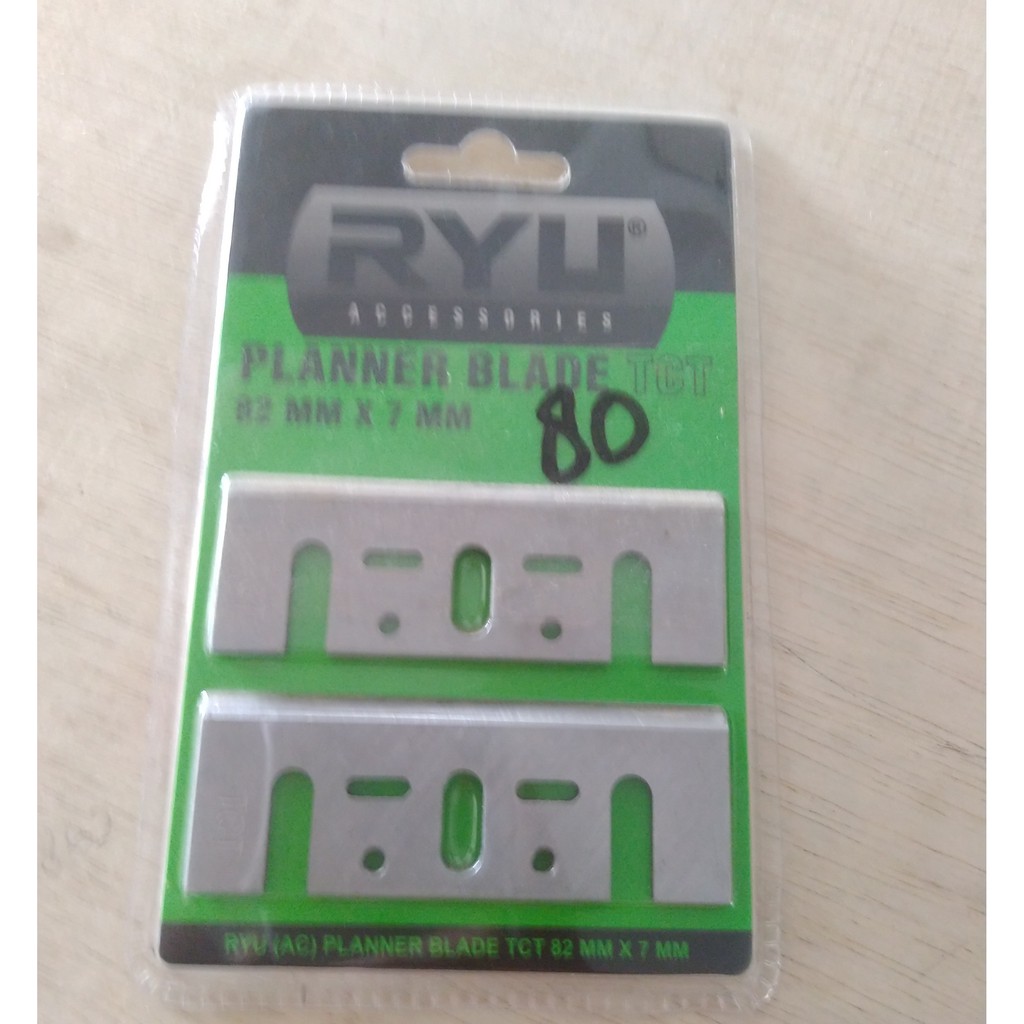 RYU®
ACCESSORIES
PLANNER BLADE TCT
82 MM X 7 MM
80
RYU (AC) PLANNER BLADE TCT 82 MM X 7 MM